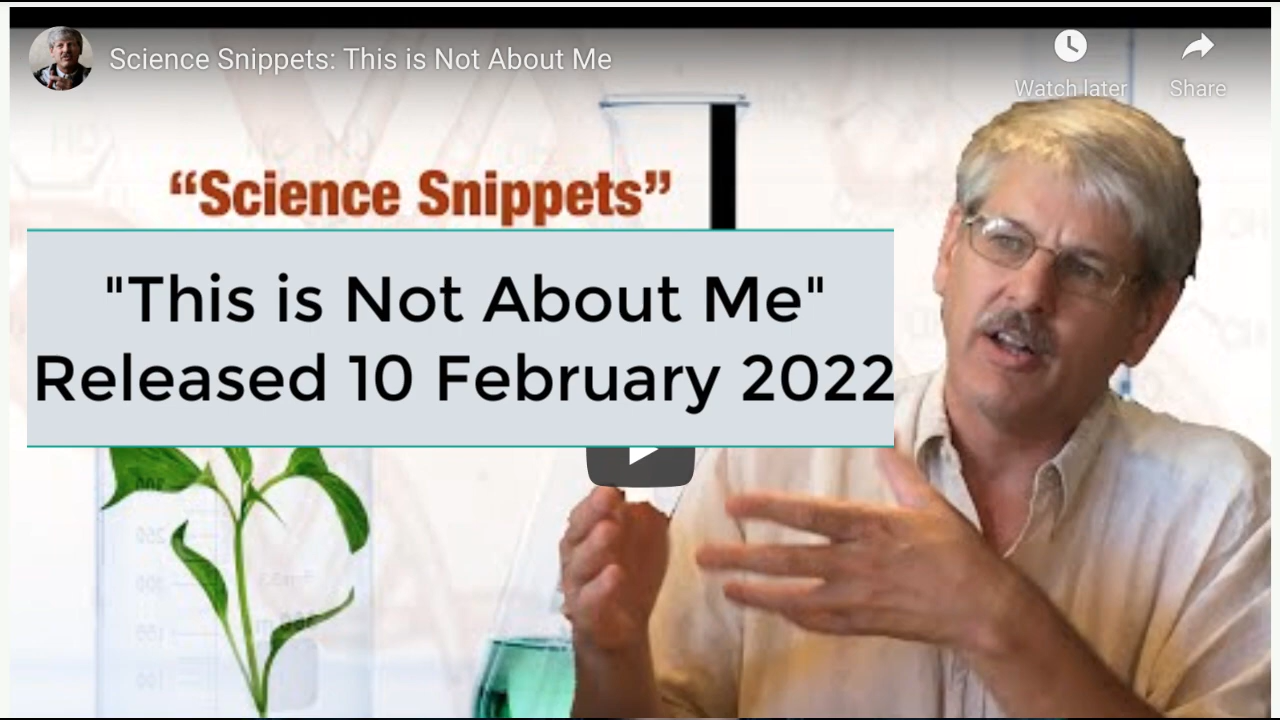 Science Snippets: This is Not About Me
Watch later
Share
“Science Snippets”
"This is Not About Me"
Released 10 February 2022